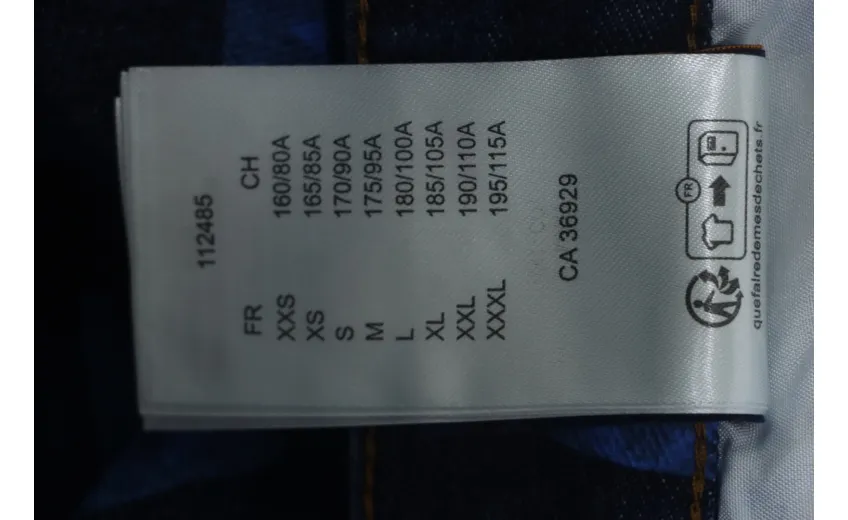 112485
FR CH
XXS 160/80A
XS 165/85A
S 170/90A
M 175/95A
L 180/100A
XL 185/105A
XXL 190/110A
XXXL 195/115A
CA 36929
FR
quefairedemesdechets.fr